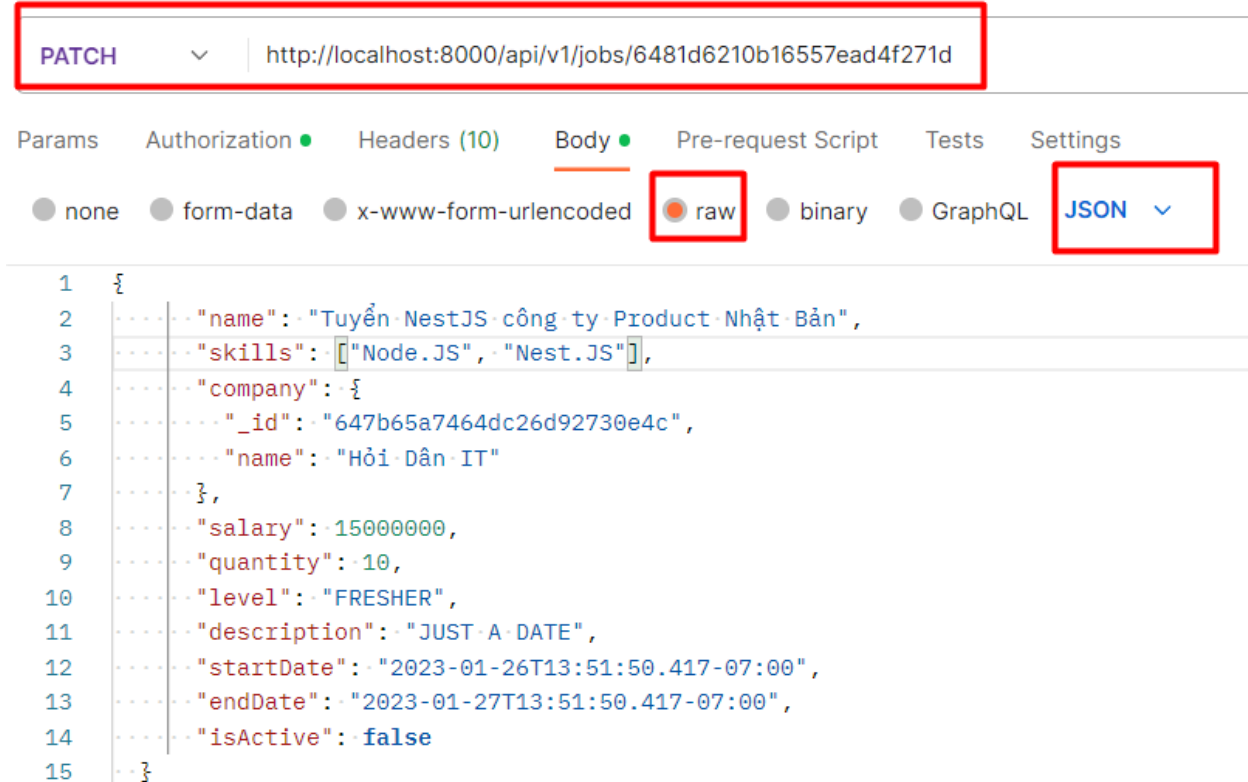 PATCH http://localhost:8000/api/v1/jobs/6481d6210b16557ead4f271d
Params Authorization Headers (10) Body Pre-request Script Tests Settings
none form-data x-www-form-urlencoded raw binary GraphQL JSON
1 {
2 "name": "Tuyển NestJS công ty Product Nhật Bản",
3 "skills": ["Node.JS", "Nest.JS"],
4 "company": {
5 "_id": "647b65a7464dc26d92730e4c",
6 "name": "Hỏi Dân IT"
7 },
8 "salary": 15000000,
9 "quantity": 10,
10 "level": "FRESHER",
11 "description": "JUST A DATE",
12 "startDate": "2023-01-26T13:51:50.417-07:00",
13 "endDate": "2023-01-27T13:51:50.417-07:00",
14 "isActive": false
15 }